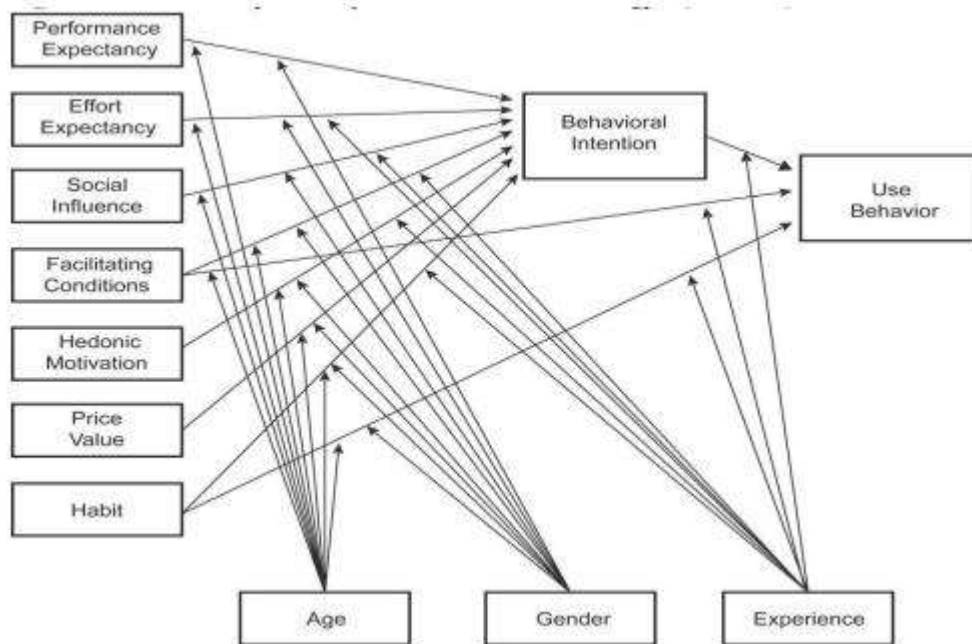 Performance
Expectancy
Effort
Expectancy
Social
Influence
Facilitating
Conditions
Hedonic
Motivation
Price
Value
Habit
Behavioral
Intention
Use
Behavior
Age
Gender
Experience